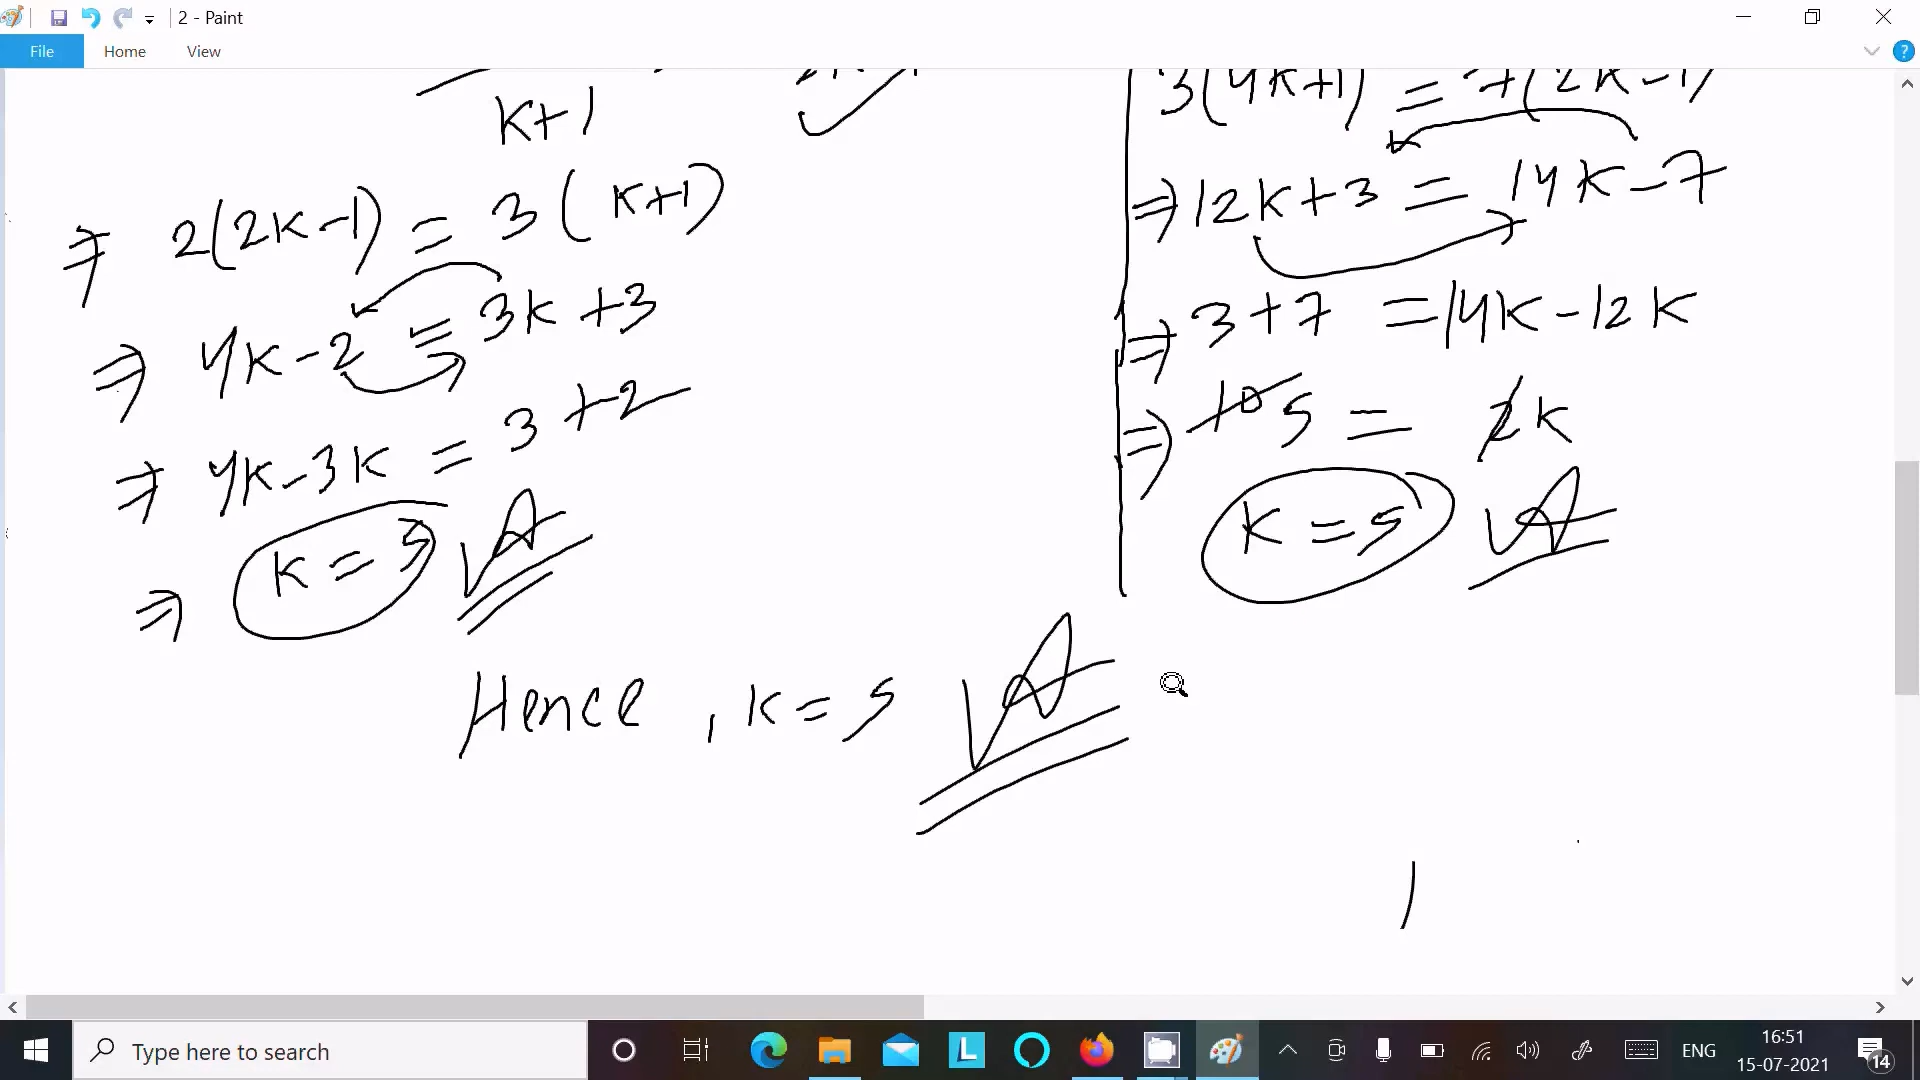 2 - Paint
File Home View
k+1
⇒ 2(2k-1) = 3(k+1)
⇒ 4k-2 = 3k+3
⇒ 4k-3k = 3+2
⇒ k=5
3(4k+1) = 7(2k-1)
⇒ 12k+3 = 14k-7
⇒ 3+7 = 14k-12k
⇒ 10 5 = 2k
k=5
Hence, k=5
Type here to search
ENG
16:51
15-07-2021
14